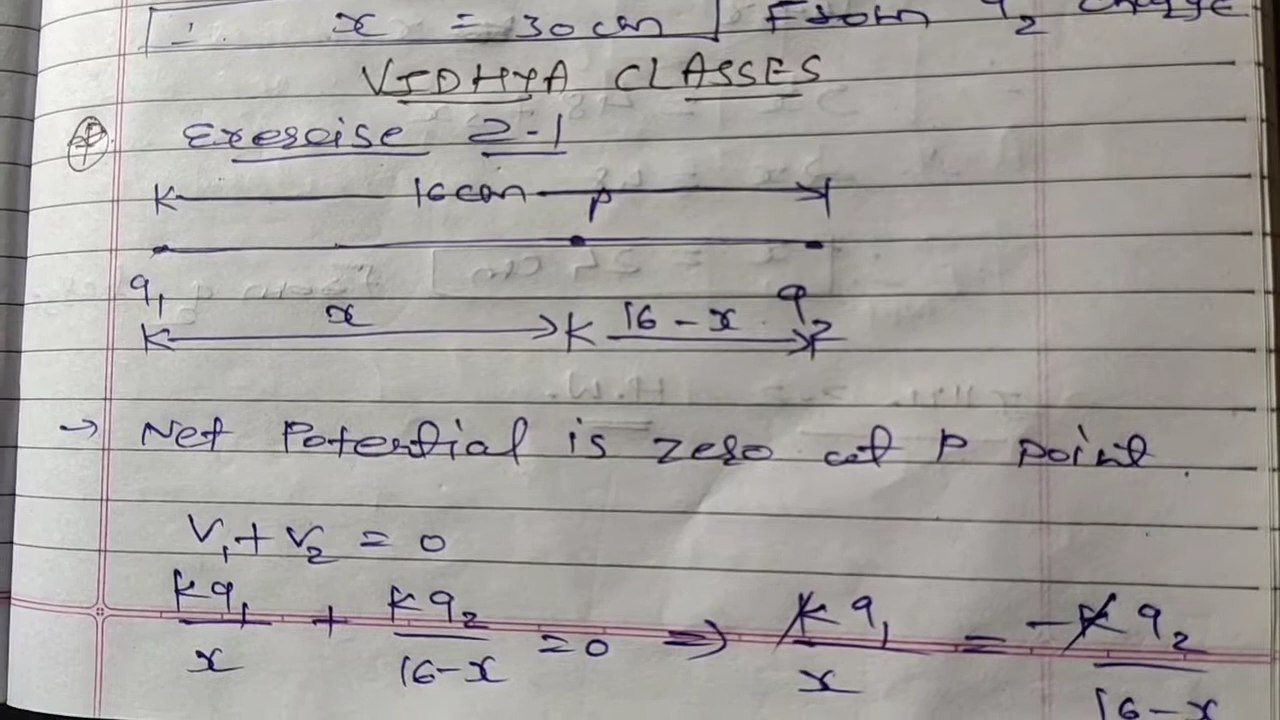 ∴ x = 30 cm From q2 charge
VIDHYA CLASSES
Exercise 2-1
16 cm P
q1 q2
x 16 - x
→ Net Potential is zero at P point.
V1 + V2 = 0
kq1/x + kq2/16-x = 0 ⇒ kq1/x = -kq2/16-x